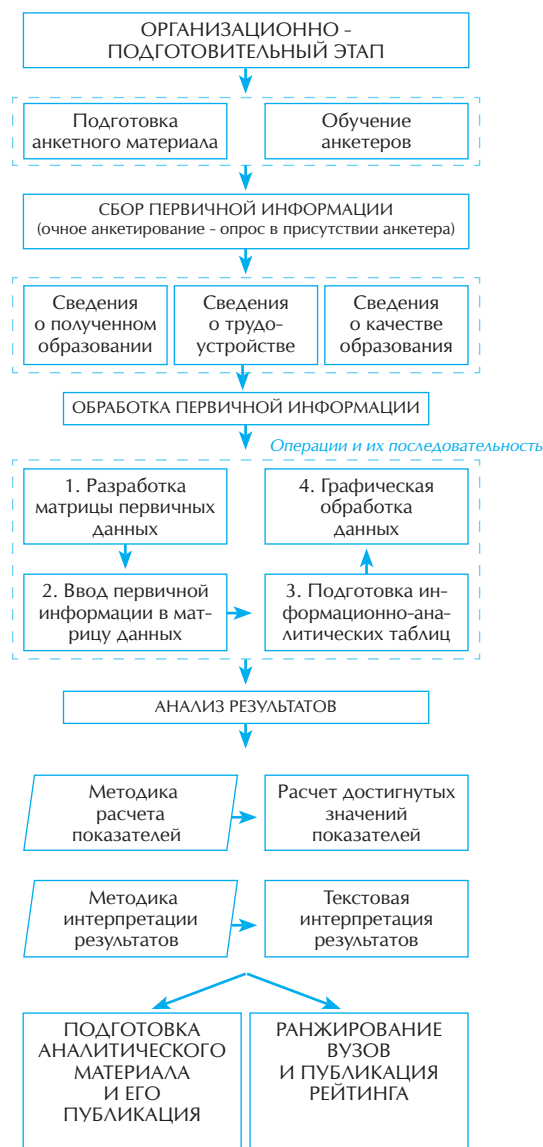 ОРГАНИЗАЦИОННО -
ПОДГОТОВИТЕЛЬНЫЙ ЭТАП
Подготовка
анкетного материала
Обучение
анкетеров
СБОР ПЕРВИЧНОЙ ИНФОРМАЦИИ
(очное анкетирование - опрос в присутствии анкетера)
Сведения
о полученном
образовании
Сведения
о трудо-
устройстве
Сведения
о качестве
образования
ОБРАБОТКА ПЕРВИЧНОЙ ИНФОРМАЦИИ
Операции и их последовательность
1. Разработка
матрицы первичных
данных
4. Графическая
обработка
данных
2. Ввод первичной
информации в мат-
рицу данных
3. Подготовка ин-
формационно-ана-
литических таблиц
АНАЛИЗ РЕЗУЛЬТАТОВ
Методика
расчета
показателей
Расчет достигнутых
значений
показателей
Методика
интерпретации
результатов
Текстовая
интерпретация
результатов
ПОДГОТОВКА
АНАЛИТИЧЕСКОГО
МАТЕРИАЛА
И ЕГО
ПУБЛИКАЦИЯ
РАНЖИРОВАНИЕ
ВУЗОВ
И ПУБЛИКАЦИЯ
РЕЙТИНГА